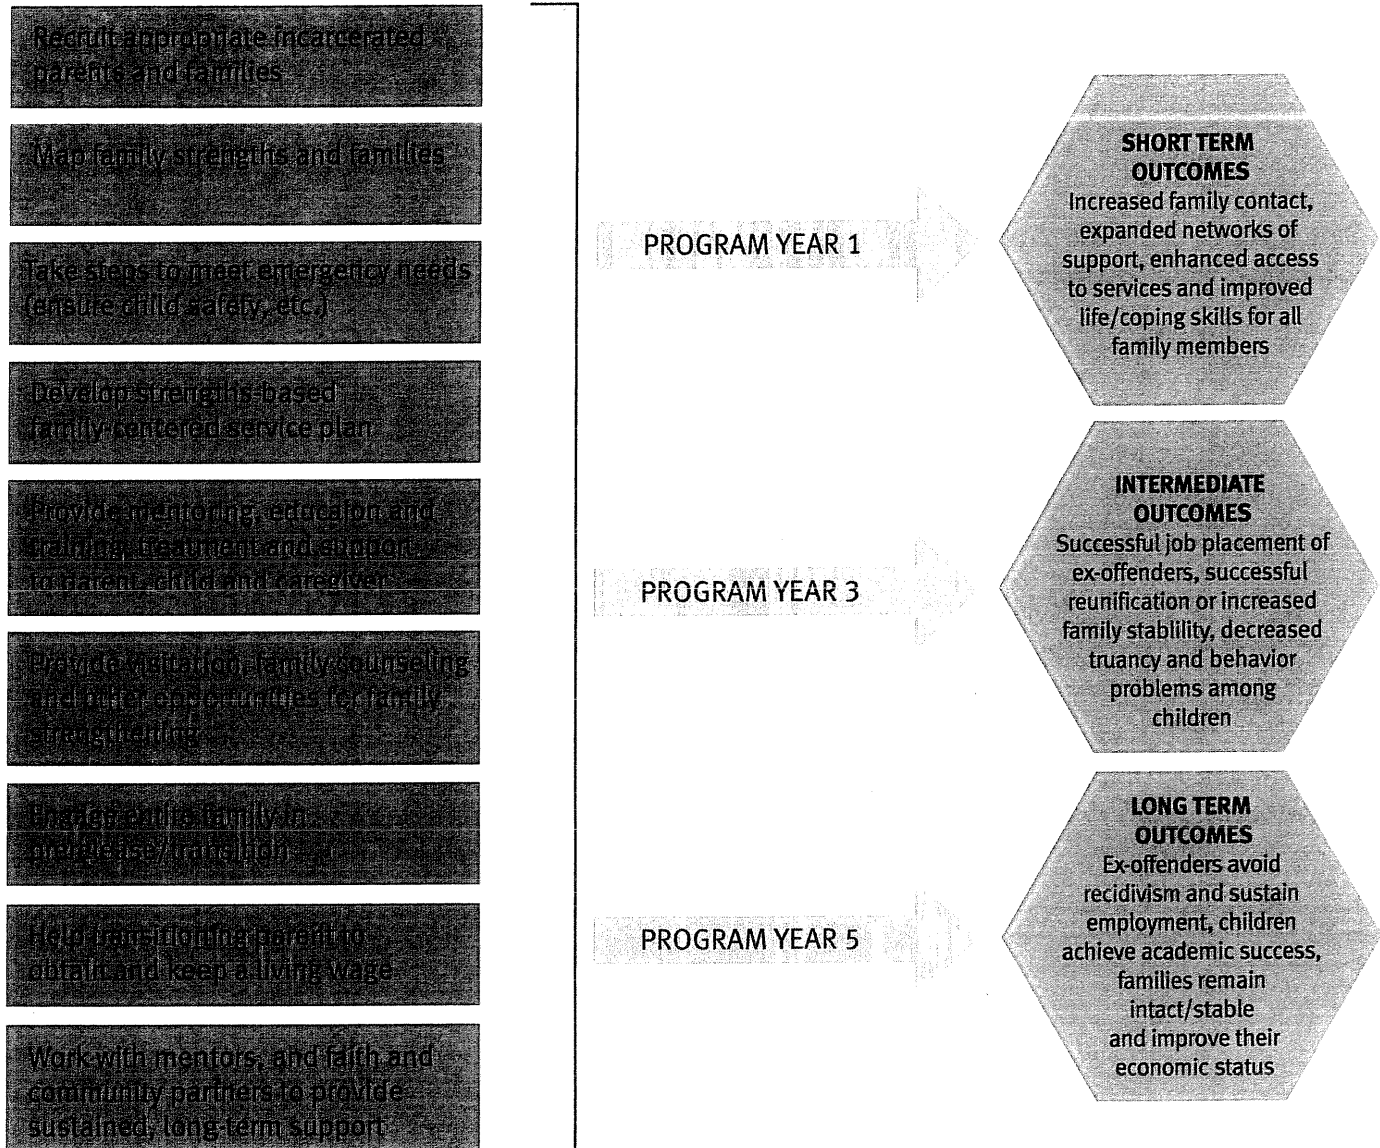 Recruit appropriate incarcerated
parents and families
Map family strengths and families
Take steps to meet emergency needs
(ensure child safety, etc.)
Develop strengths-based
family-centered service plan
Provide mentoring, educaion and
training, treatment and support
to parent, child and caregiver
Provide visitation, family counseling
and other opportunities for family
strengthening
Engage entire family in
prerelease/transition
Help transitioning parent to
obtain and keep a living wage
Work with mentors, and faith and
community partners to provide
sustained, long-term support
PROGRAM YEAR 1
PROGRAM YEAR 3
PROGRAM YEAR 5
SHORT TERM
OUTCOMES
Increased family contact,
expanded networks of
support, enhanced access
to services and improved
life/coping skills for all
family members
INTERMEDIATE
OUTCOMES
Successful job placement of
ex-offenders, successful
reunification or increased
family stablility, decreased
truancy and behavior
problems among
children
LONG TERM
OUTCOMES
Ex-offenders avoid
recidivism and sustain
employment, children
achieve academic success,
families remain
intact/stable
and improve their
economic status